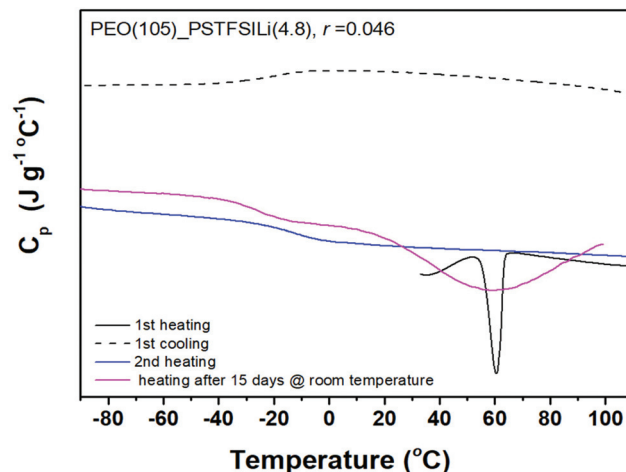 PEO(105)_PSTFSILi(4.8), r =0.046
C_p (J g⁻¹ °C⁻¹)
1st heating
1st cooling
2nd heating
heating after 15 days @ room temperature
-80 -60 -40 -20 0 20 40 60 80 100
Temperature (°C)